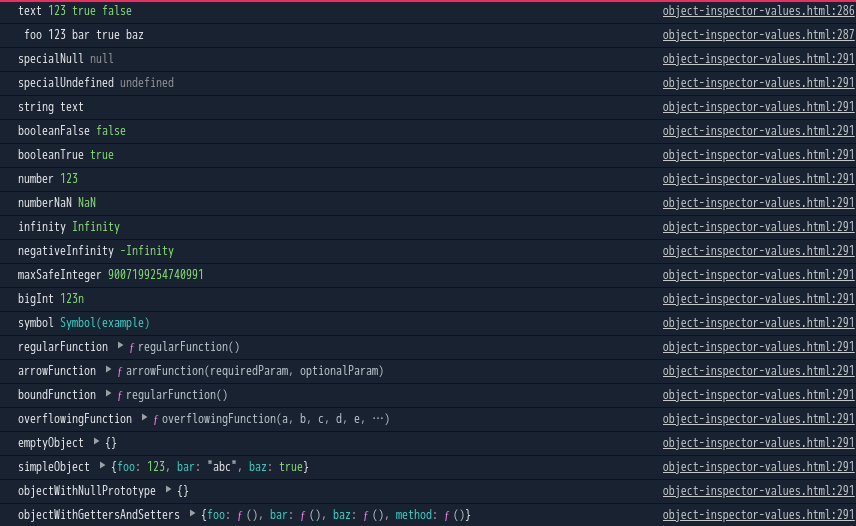 text 123 true false object-inspector-values.html:286
foo 123 bar true baz object-inspector-values.html:287
specialNull null object-inspector-values.html:291
specialUndefined undefined object-inspector-values.html:291
string text object-inspector-values.html:291
booleanFalse false object-inspector-values.html:291
booleanTrue true object-inspector-values.html:291
number 123 object-inspector-values.html:291
numberNaN NaN object-inspector-values.html:291
infinity Infinity object-inspector-values.html:291
negativeInfinity -Infinity object-inspector-values.html:291
maxSafeInteger 9007199254740991 object-inspector-values.html:291
bigInt 123n object-inspector-values.html:291
symbol Symbol(example) object-inspector-values.html:291
regularFunction ▶ ƒ regularFunction() object-inspector-values.html:291
arrowFunction ▶ ƒ arrowFunction(requiredParam, optionalParam) object-inspector-values.html:291
boundFunction ▶ ƒ regularFunction() object-inspector-values.html:291
overflowingFunction ▶ ƒ overflowingFunction(a, b, c, d, e, …) object-inspector-values.html:291
emptyObject ▶ {} object-inspector-values.html:291
simpleObject ▶ {foo: 123, bar: "abc", baz: true} object-inspector-values.html:291
objectWithNullPrototype ▶ {} object-inspector-values.html:291
objectWithGettersAndSetters ▶ {foo: ƒ (), bar: ƒ (), baz: ƒ (), method: ƒ ()} object-inspector-values.html:291